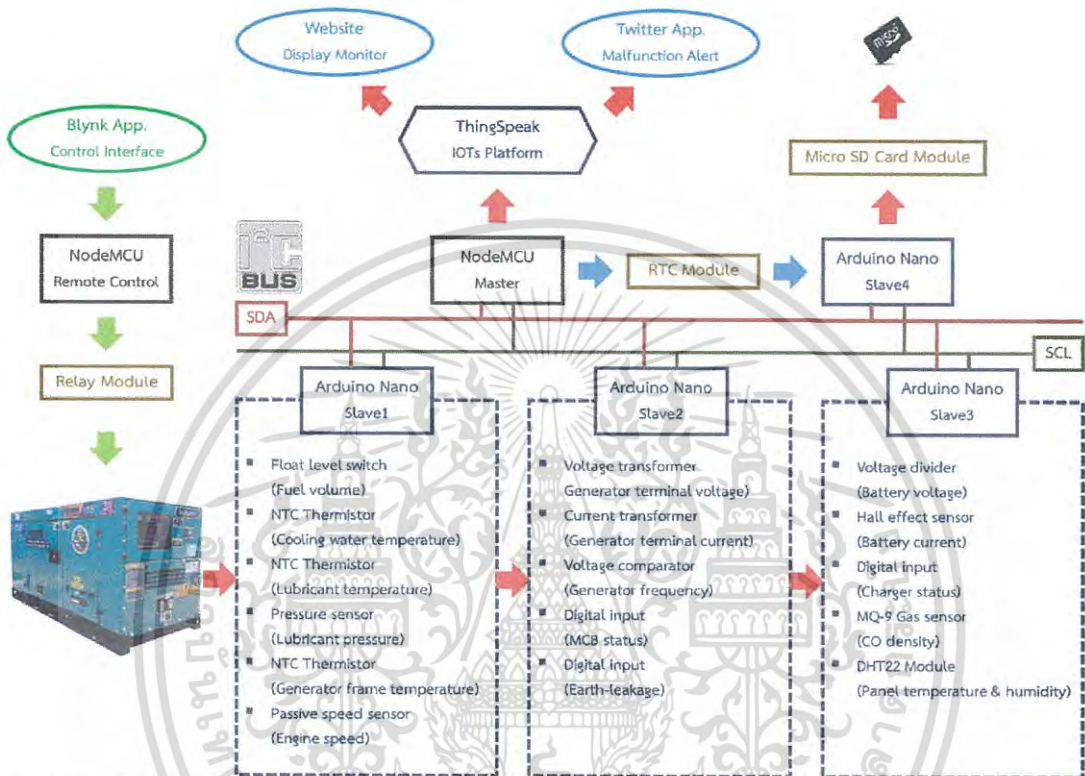 Website
Display Monitor
Twitter App.
Malfunction Alert
micro
SD
Blynk App.
Control Interface
ThingSpeak
IOTs Platform
Micro SD Card Module
NodeMCU
Remote Control
I²C
BUS
NodeMCU
Master
RTC Module
Arduino Nano
Slave4
SDA
SCL
Relay Module
Arduino Nano
Slave1
Float level switch
(Fuel volume)
NTC Thermistor
(Cooling water temperature)
NTC Thermistor
(Lubricant temperature)
Pressure sensor
(Lubricant pressure)
NTC Thermistor
(Generator frame temperature)
Passive speed sensor
(Engine speed)
Arduino Nano
Slave2
Voltage transformer
Generator terminal voltage)
Current transformer
(Generator terminal current)
Voltage comparator
(Generator frequency)
Digital input
(MCB status)
Digital input
(Earth-leakage)
Arduino Nano
Slave3
Voltage divider
(Battery voltage)
Hall effect sensor
(Battery current)
Digital input
(Charger status)
MQ-9 Gas sensor
(CO density)
DHT22 Module
(Panel temperature & humidity)